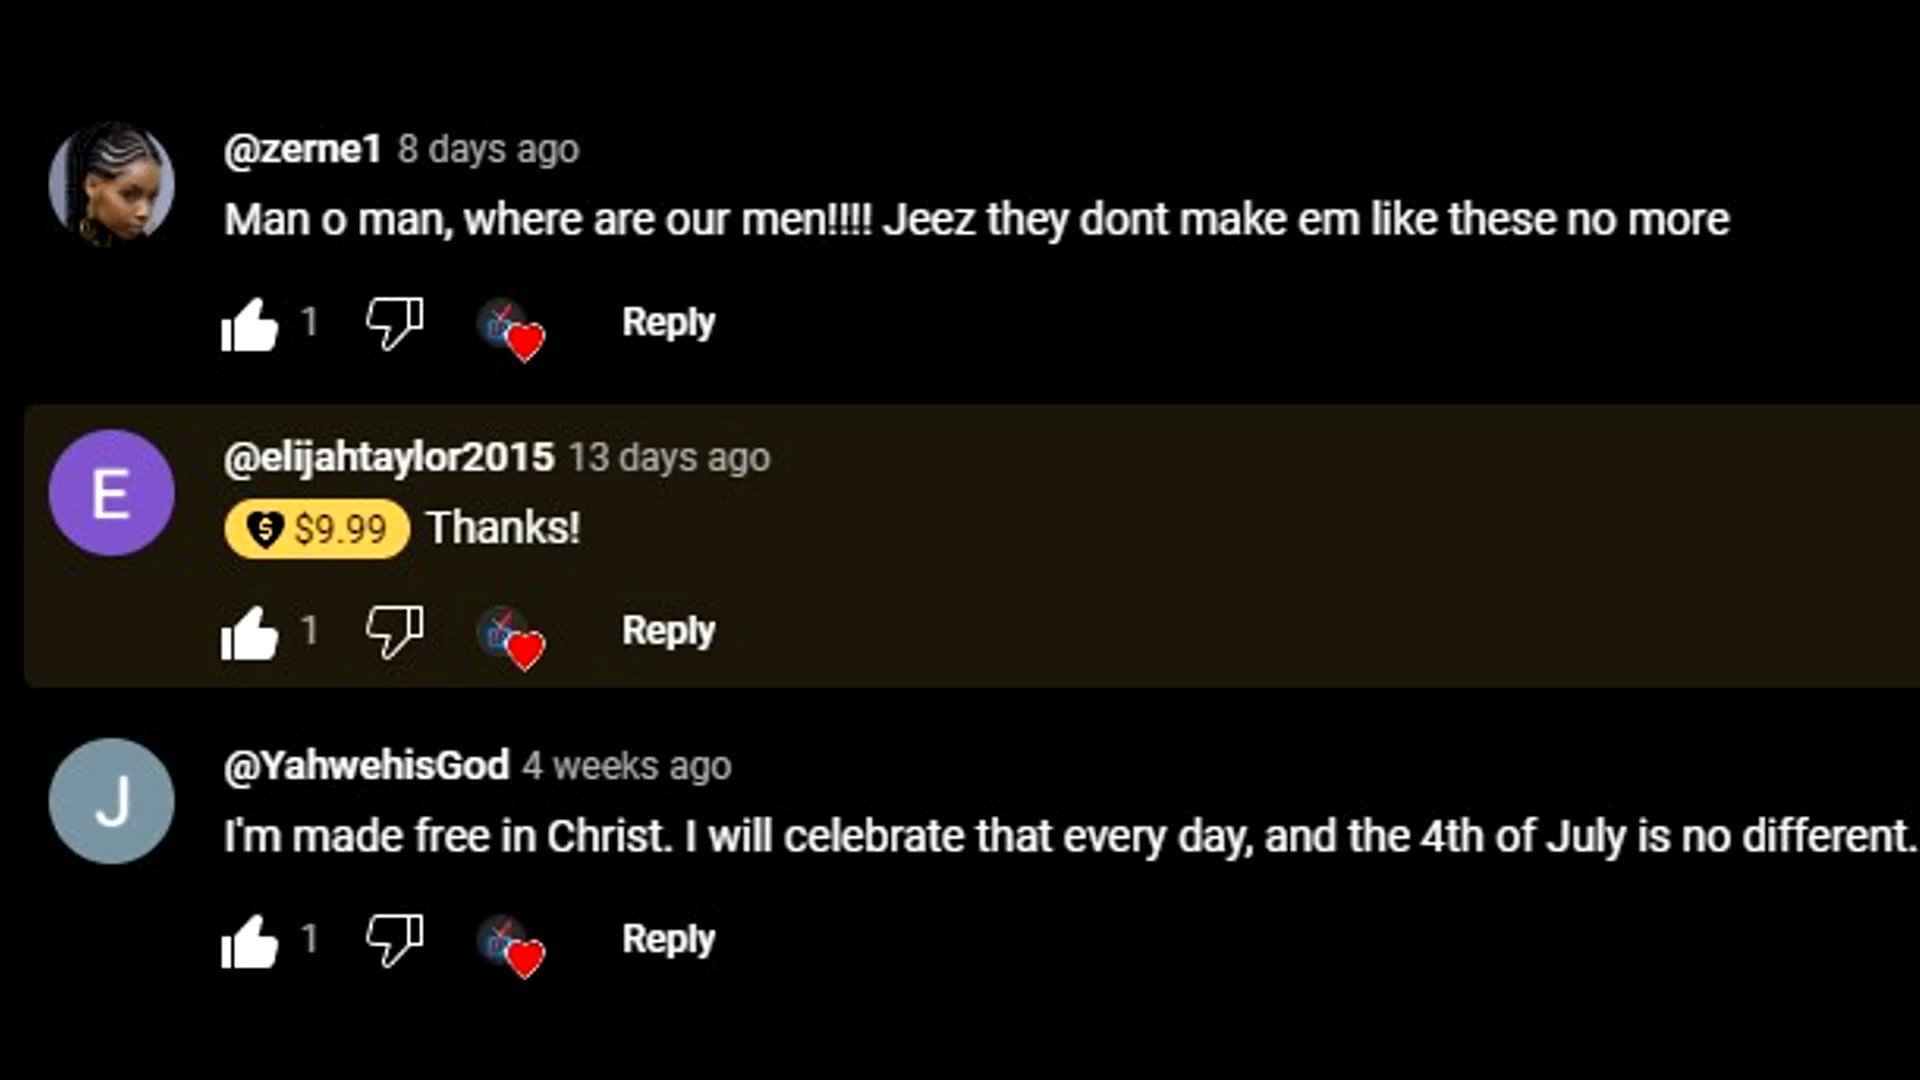 @zerne1 8 days ago
Man o man, where are our men!!!! Jeez they dont make em like these no more
1 Reply
E
@elijahtaylor2015 13 days ago
$9.99 Thanks!
1 Reply
J
@YahwehisGod 4 weeks ago
I'm made free in Christ. I will celebrate that every day, and the 4th of July is no different.
1 Reply